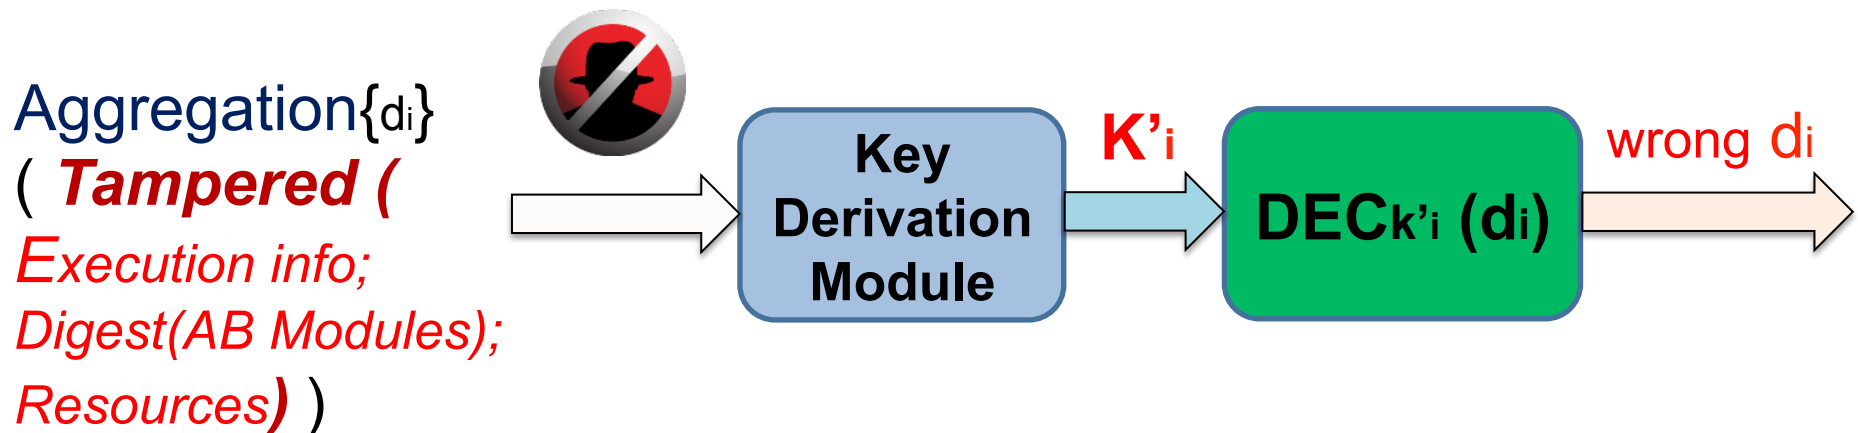 Aggregation{di}
( Tampered (
Execution info;
Digest(AB Modules);
Resources) )
Key
Derivation
Module
K’i
DECk’i (di)
wrong di